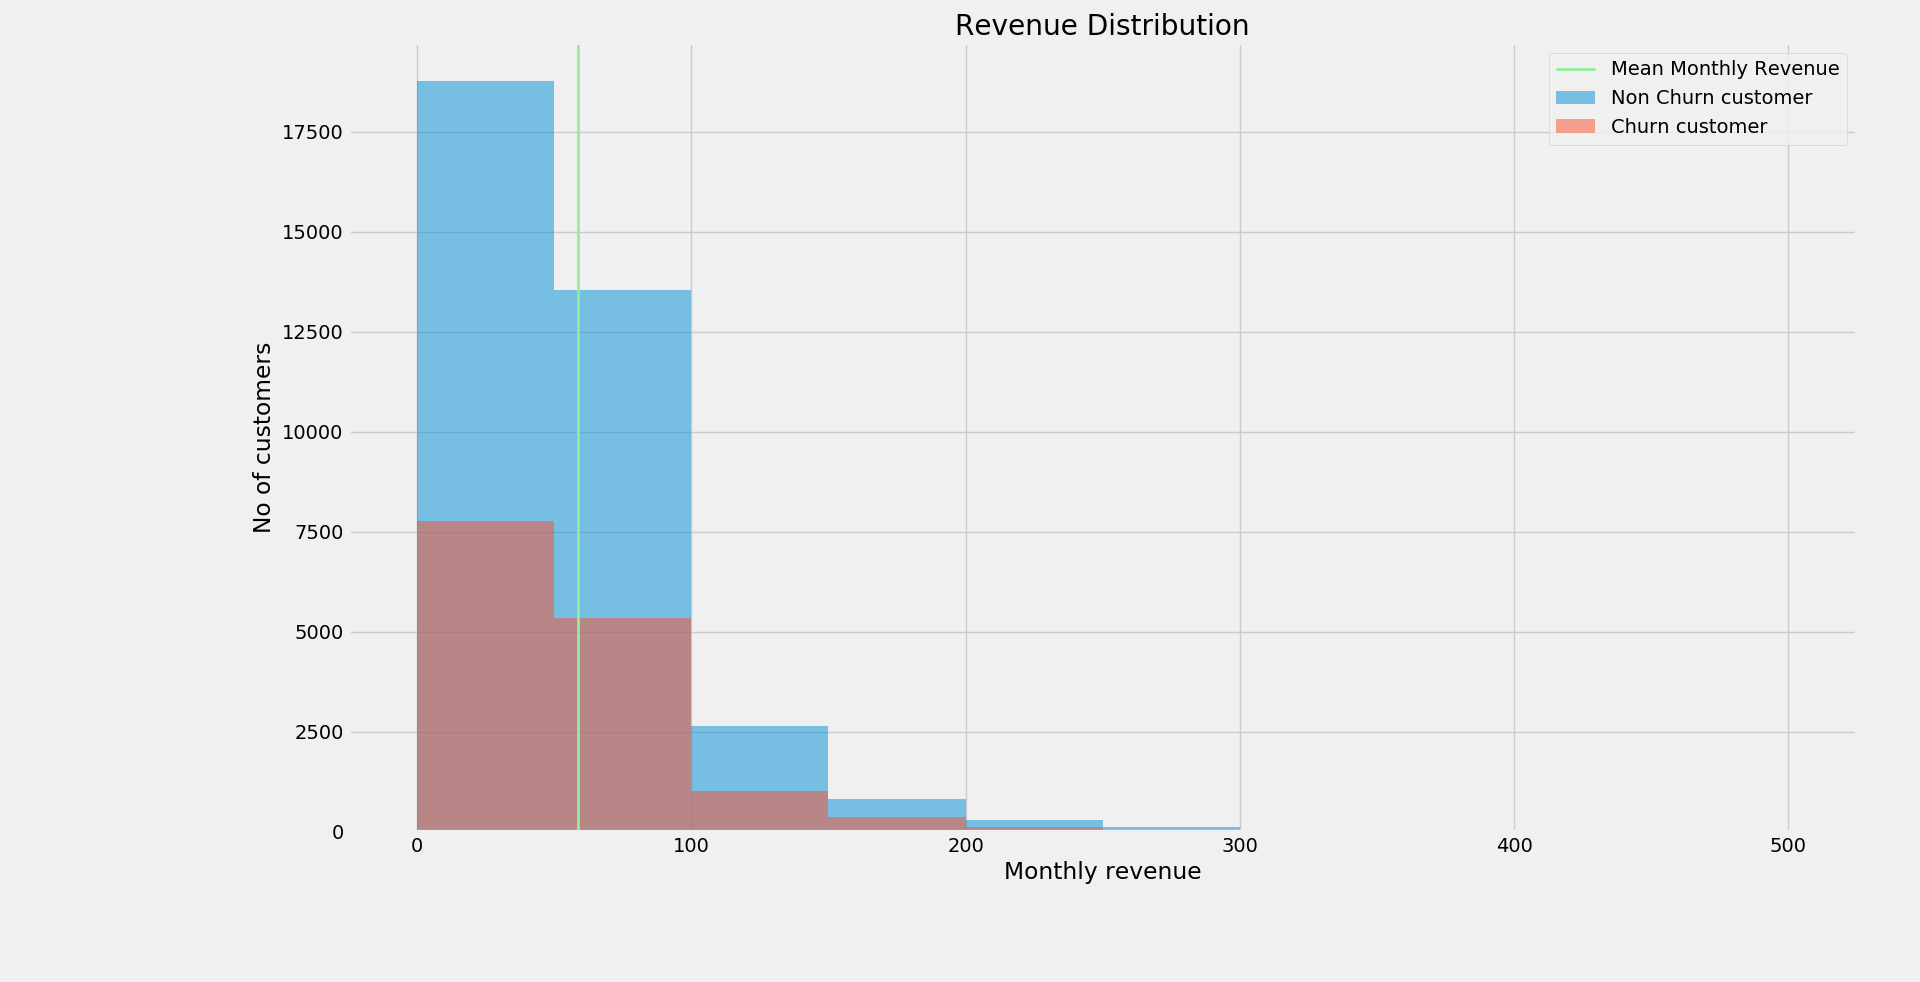 Revenue Distribution
Mean Monthly Revenue
Non Churn customer
Churn customer
17500
15000
12500
10000
7500
5000
2500
0
No of customers
0 100 200 300 400 500
Monthly revenue